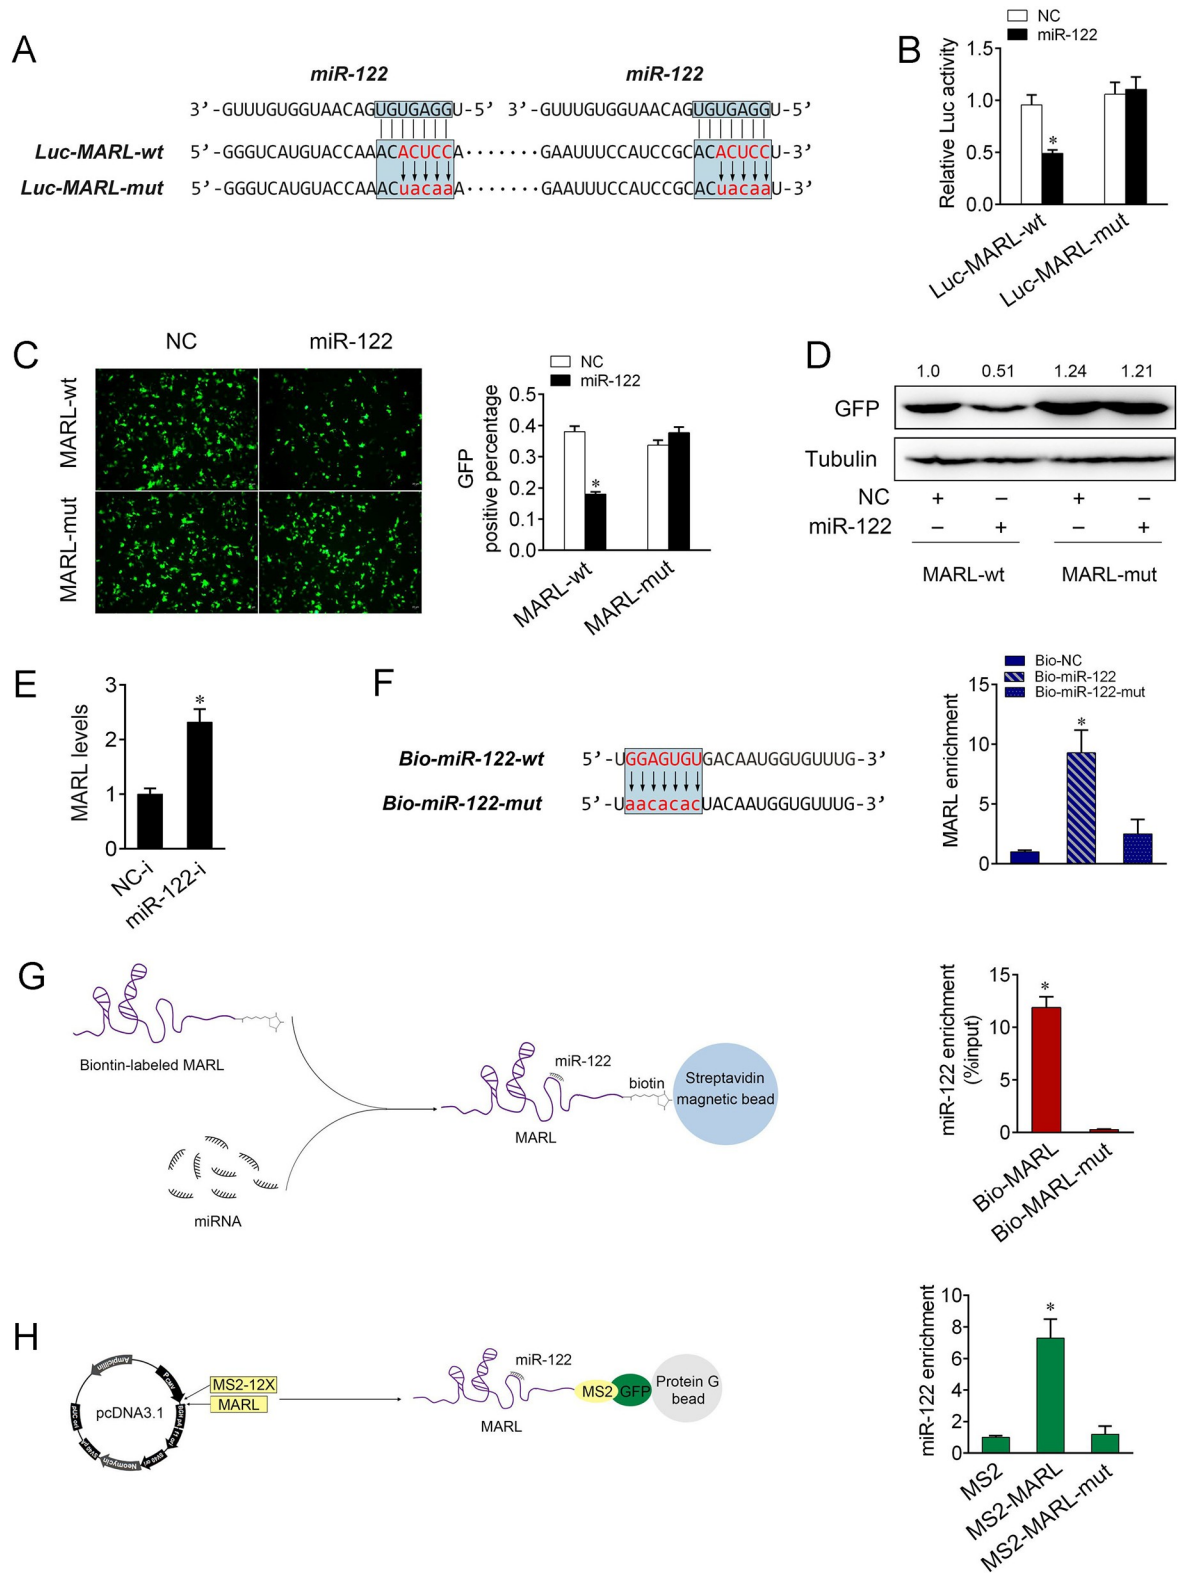 A
miR-122 miR-122
3’-GUUUGUGGUAACAGUGUGAGGU-5’ 3’-GUUUGUGGUAACAGUGUGAGGU-5’
Luc-MARL-wt 5’-GGGUCAUGUACCAAACACUCCA·······GAAUUUCCAUCCGCACACUCCU-3’
Luc-MARL-mut 5’-GGGUCAUGUACCAAACuacaaA·······GAAUUUCCAUCCGCACuacaaU-3’
B
NC
miR-122
Relative Luc activity
1.5
1.0
0.5
0.0
*
Luc-MARL-wt
Luc-MARL-mut
C
NC miR-122
MARL-wt
MARL-mut
NC
miR-122
GFP
positive percentage
0.5
0.4
0.3
0.2
0.1
0.0
*
MARL-wt
MARL-mut
D
1.0 0.51 1.24 1.21
GFP
Tubulin
NC + – + –
miR-122 – + – +
MARL-wt MARL-mut
E
MARL levels
3
2
1
0
*
NC-i
miR-122-i
F
Bio-miR-122-wt 5’-UGGAGUGUGACAAUGGUGUUUG-3’
Bio-miR-122-mut 5’-UaacacacUACAAUGGUGUUUG-3’
Bio-NC
Bio-miR-122
Bio-miR-122-mut
MARL enrichment
15
10
5
0
*
G
Biontin-labeled MARL
miRNA
miR-122
MARL
biotin
Streptavidin
magnetic bead
miR-122 enrichment
(%input)
15
10
5
0
*
Bio-MARL
Bio-MARL-mut
H
Ampicillin
pcDNA3.1
pUC ori
Neomycin
SV40 ori
MS2-12X
MARL
miR-122
MARL
MS2
GFP
Protein G
bead
miR-122 enrichment
10
8
6
4
2
0
*
MS2
MS2-MARL
MS2-MARL-mut